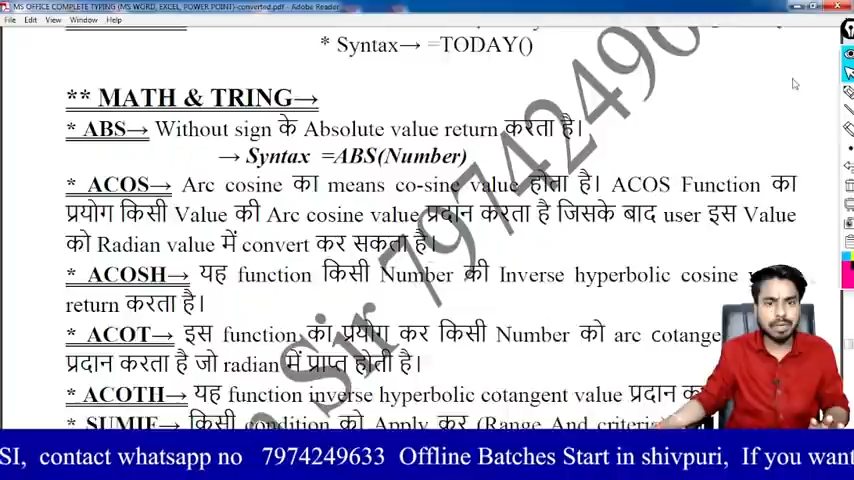 MS OFFICE COMPLETE TYPING (MS WORD, EXCEL, POWER POINT)-converted.pdf - Adobe Reader
File Edit View Window Help
* Syntax→ =TODAY()
** MATH & TRING→
* ABS→ Without sign के Absolute value return करता है।
→ Syntax =ABS(Number)
* ACOS→ Arc cosine का means co-sine value होता है। ACOS Function का
प्रयोग किसी Value की Arc cosine value प्रदान करता है जिसके बाद user इस Value
को Radian value में convert कर सकता है।
* ACOSH→ यह function किसी Number की Inverse hyperbolic cosine
return करता है।
* ACOT→ इस function का प्रयोग कर किसी Number को arc
प्रदान करता है जो radian में प्राप्त होती है।
* ACOTH→ यह function inverse hyperbolic cotangent value प्रदान
* SUMIF→ किसी condition को Apply कर (Range And criteria)
Sir 79742496
SI, contact whatsapp no 7974249633 Offline Batches Start in shivpuri, If you want